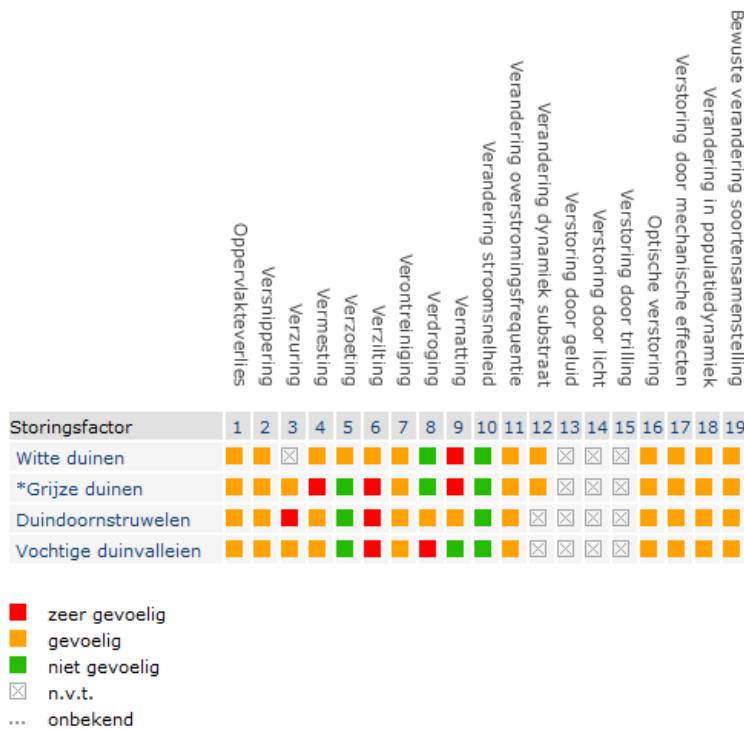 Oppervlakteverlies
Versnippering
Verzuring
Vermesting
Verzoeting
Verzilting
Verontreiniging
Verdroging
Vernatting
Verandering stroomsnelheid
Verandering overstromingsfrequentie
Verandering dynamiek substraat
Verstoring door geluid
Verstoring door licht
Verstoring door trilling
Optische verstoring
Verstoring door mechanische effecten
Verandering in populatiedynamiek
Bewuste verandering soortensamenstelling
Storingsfactor 1 2 3 4 5 6 7 8 9 10 11 12 13 14 15 16 17 18 19
Witte duinen
*Grijze duinen
Duindoornstruwelen
Vochtige duinvalleien
zeer gevoelig
gevoelig
niet gevoelig
n.v.t.
... onbekend